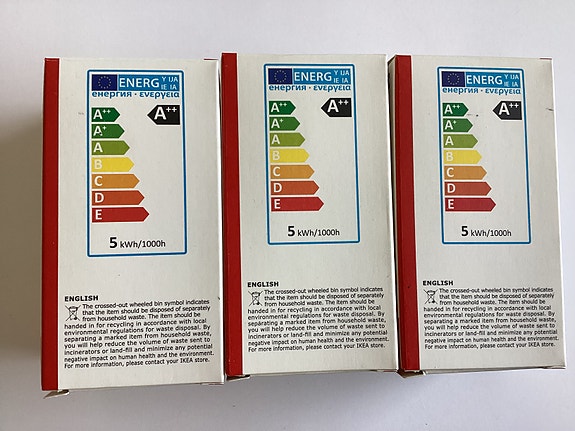 ENERG Y IJA
IE IA
енергия · ενεργεια
A++
A+
A
B
C
D
E
A++
5 kWh/1000h
ENGLISH
The crossed-out wheeled bin symbol indicates
that the item should be disposed of separately
from household waste. The item should be
handed in for recycling in accordance with local
environmental regulations for waste disposal. By
separating a marked item from household waste,
you will help reduce the volume of waste sent to
incinerators or land-fill and minimize any potential
negative impact on human health and the environment.
For more information, please contact your IKEA store.
ENERG Y IJA
IE IA
енергия · ενεργεια
A++
A+
A
B
C
D
E
A++
5 kWh/1000h
ENGLISH
The crossed-out wheeled bin symbol indicates
that the item should be disposed of separately
from household waste. The item should be
handed in for recycling in accordance with local
environmental regulations for waste disposal. By
separating a marked item from household waste,
you will help reduce the volume of waste sent to
incinerators or land-fill and minimize any potential
negative impact on human health and the environment.
For more information, please contact your IKEA store.
ENERG Y IJA
IE IA
енергия · ενεργεια
A++
A+
A
B
C
D
E
A++
5 kWh/1000h
ENGLISH
The crossed-out wheeled bin symbol indicates
that the item should be disposed of separately
from household waste. The item should be
handed in for recycling in accordance with local
environmental regulations for waste disposal. By
separating a marked item from household waste,
you will help reduce the volume of waste sent to
incinerators or land-fill and minimize any potential
negative impact on human health and the environment.
For more information, please contact your IKEA store.